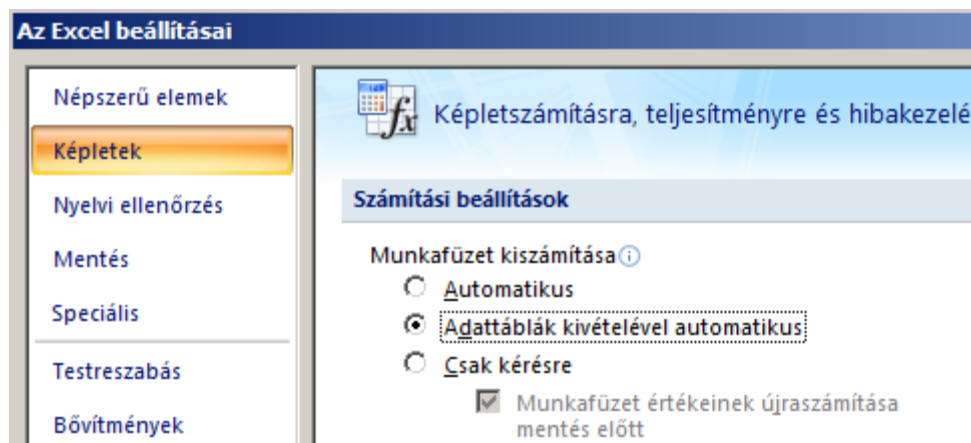 Az Excel beállításai
Népszerű elemek
Képletek
Nyelvi ellenőrzés
Mentés
Speciális
Testreszabás
Bővítmények
Képletszámításra, teljesítményre és hibakezelé
Számítási beállítások
Munkafüzet kiszámítása
Automatikus
Adattáblák kivételével automatikus
Csak kérésre
Munkafüzet értékeinek újraszámítása
mentés előtt